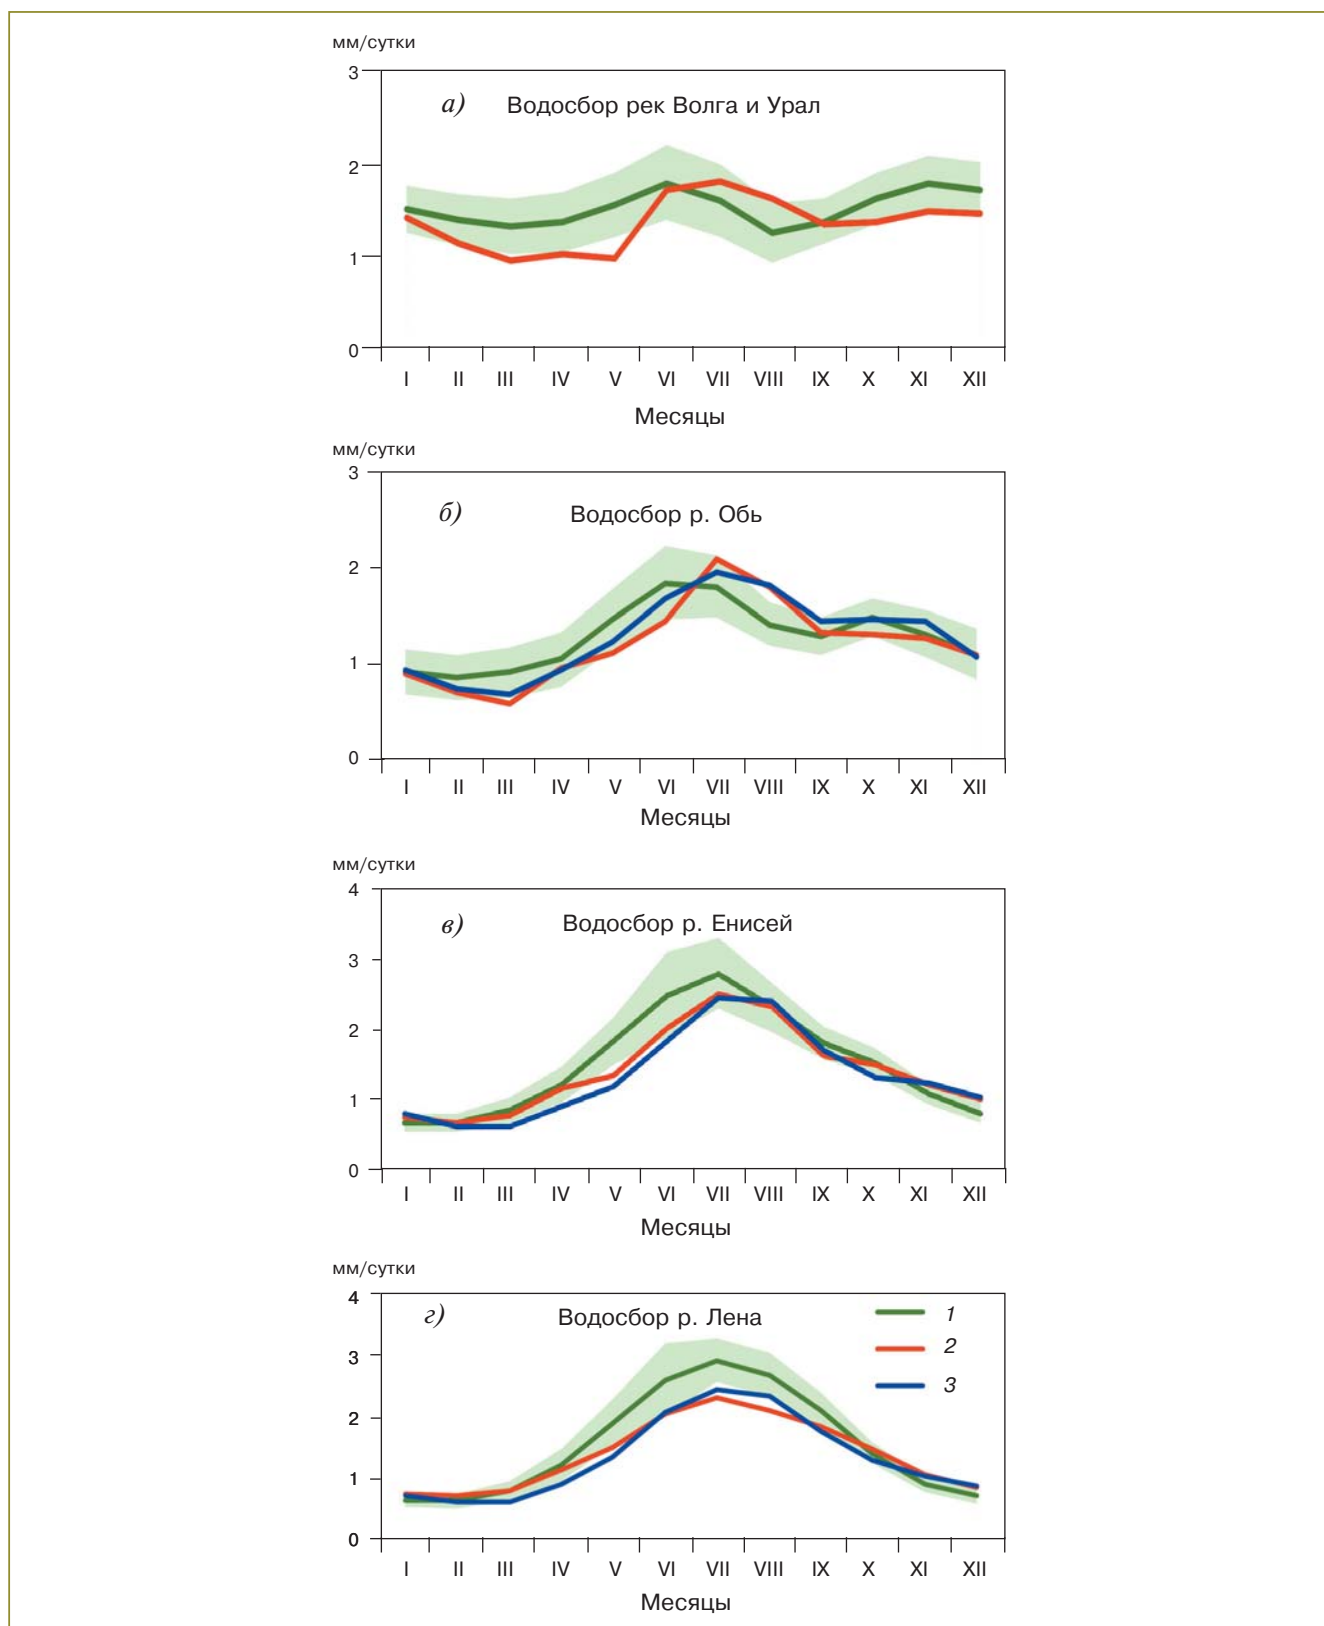 мм/сутки
3
а) Водосбор рек Волга и Урал
2
1
0
I II III IV V VI VII VIII IX X XI XII
Месяцы
мм/сутки
3
б) Водосбор р. Обь
2
1
0
I II III IV V VI VII VIII IX X XI XII
Месяцы
мм/сутки
4
в) Водосбор р. Енисей
3
2
1
0
I II III IV V VI VII VIII IX X XI XII
Месяцы
мм/сутки
4
г) Водосбор р. Лена
1
2
3
3
2
1
0
I II III IV V VI VII VIII IX X XI XII
Месяцы